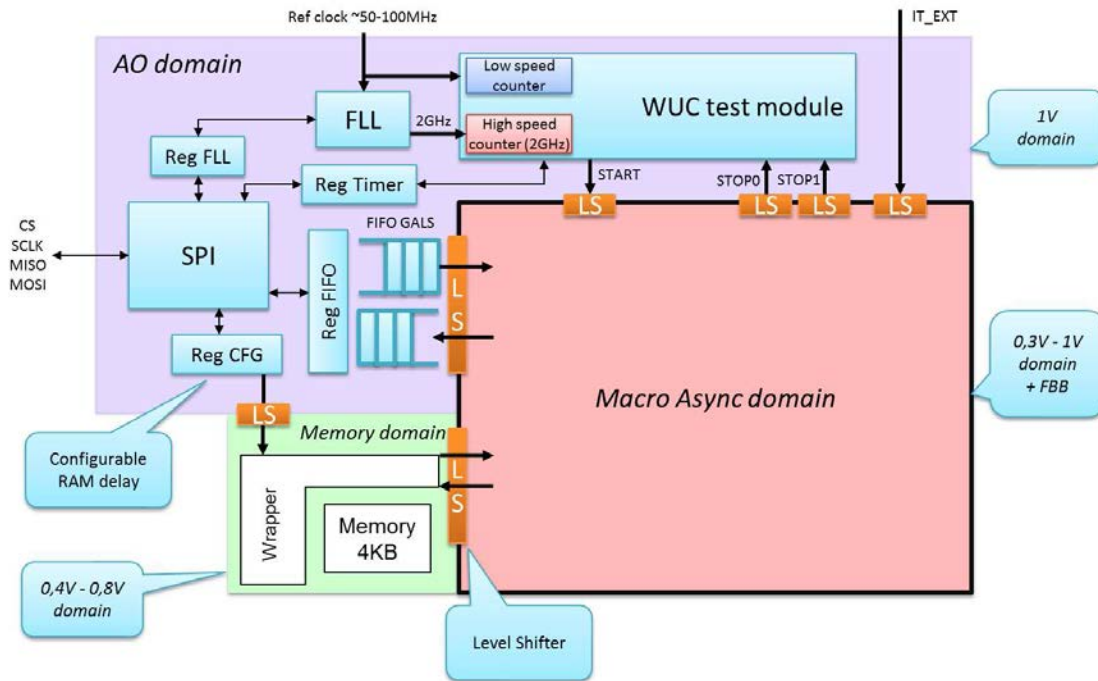 Ref clock ~50-100MHz
IT_EXT
AO domain
Low speed
counter
WUC test module
FLL
2GHz
High speed
counter (2GHz)
1V
domain
Reg FLL
Reg Timer
START
STOP0
STOP1
LS
LS
LS
LS
FIFO GALS
CS
SCLK
MISO
MOSI
SPI
Reg FIFO
L
S
Reg CFG
0,3V - 1V
domain
+ FBB
Macro Async domain
LS
Memory domain
Configurable
RAM delay
L
S
Wrapper
Memory
4KB
0,4V - 0,8V
domain
Level Shifter